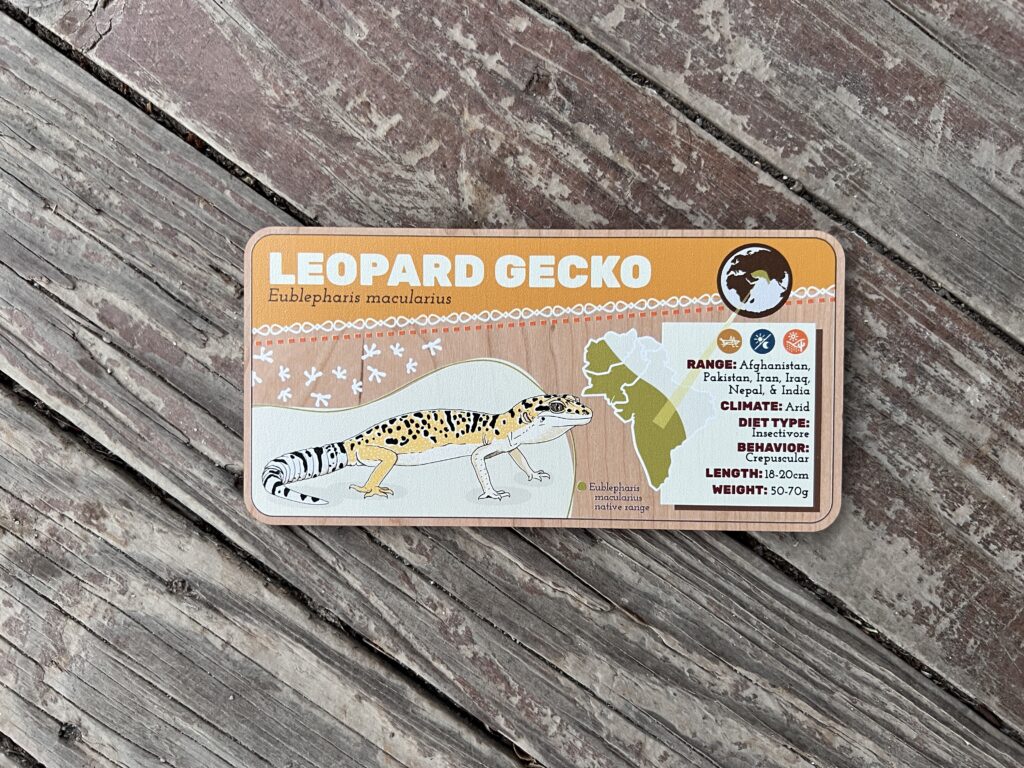 LEOPARD GECKO
Eublepharis macularius
RANGE: Afghanistan,
Pakistan, Iran, Iraq,
Nepal, & India
CLIMATE: Arid
DIET TYPE:
Insectivore
BEHAVIOR:
Crepuscular
LENGTH: 18-20cm
WEIGHT: 50-70g
Eublepharis
macularius
native range